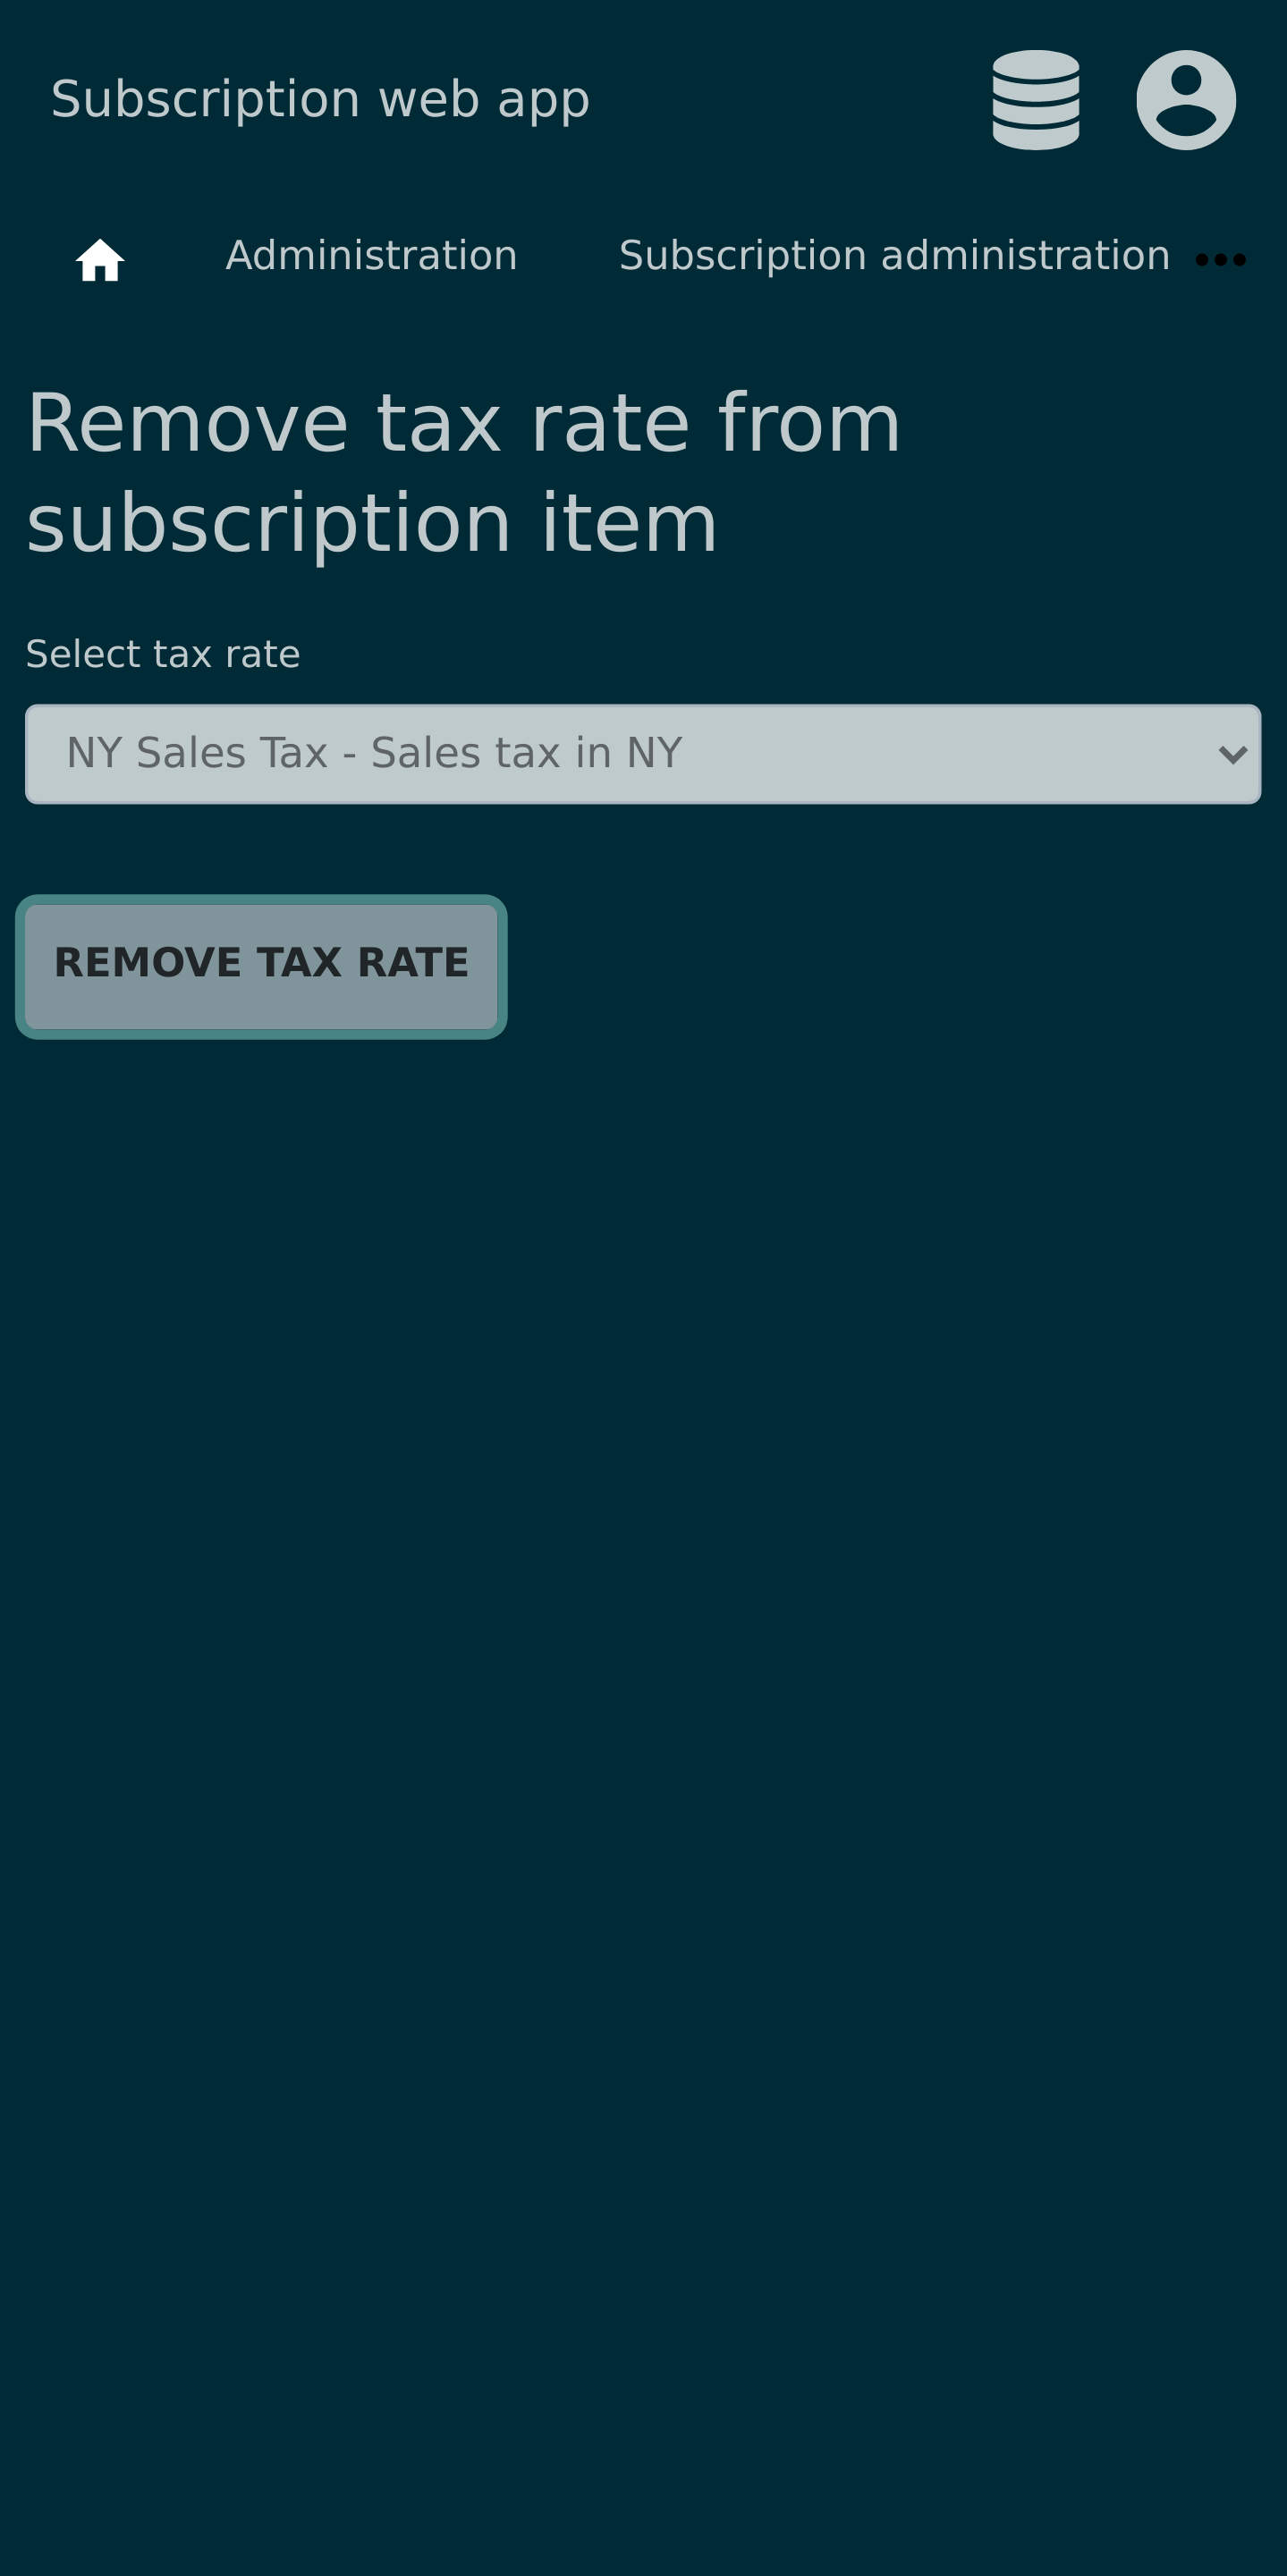 Subscription web app
Administration
Subscription administration
Remove tax rate from
subscription item
Select tax rate
NY Sales Tax - Sales tax in NY
REMOVE TAX RATE